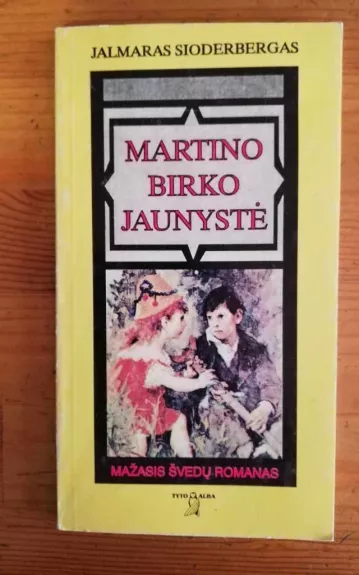 JALMARAS SIODERBERGAS
MARTINO
BIRKO
JAUNYSTĖ
MAŽASIS ŠVEDŲ ROMANAS
TYTO ALBA